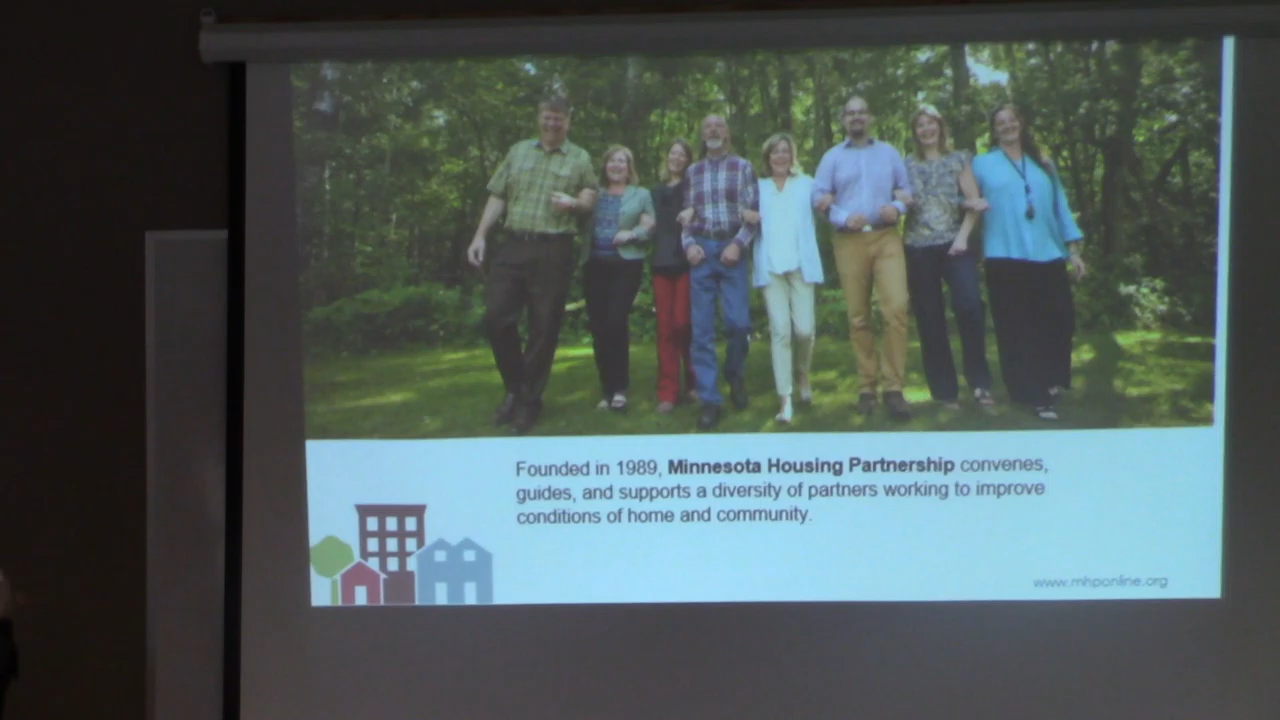 Founded in 1989, Minnesota Housing Partnership convenes,
guides, and supports a diversity of partners working to improve
conditions of home and community.
www.mhponline.org